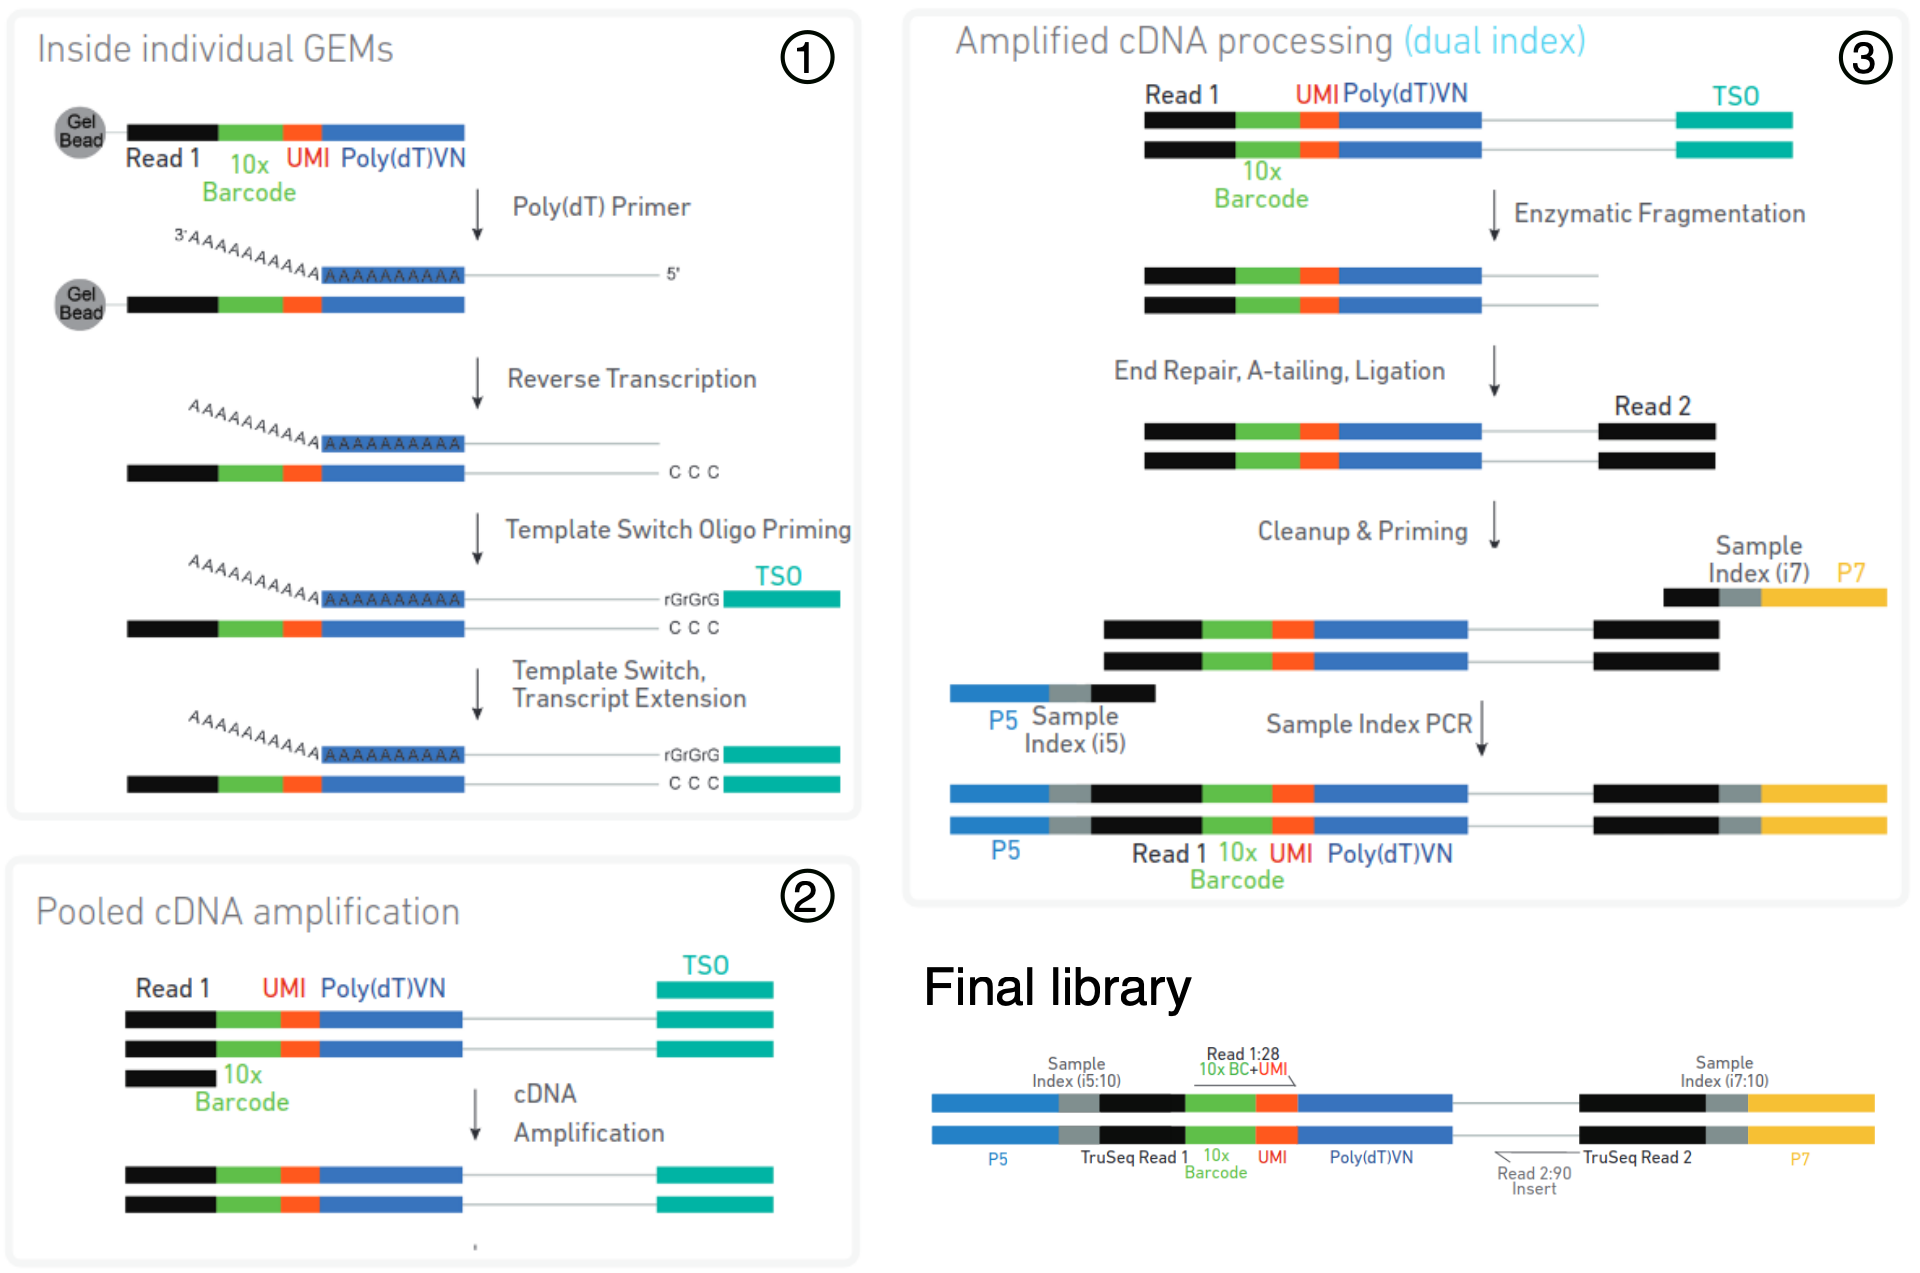 Inside individual GEMs
①
Gel
Bead
Read 1
10x
Barcode
UMI
Poly(dT)VN
Poly(dT) Primer
3'AAAAAAAAAA
AAAAAAAAAA
5'
Gel
Bead
Reverse Transcription
AAAAAAAAAA
AAAAAAAAAA
C C C
Template Switch Oligo Priming
AAAAAAAAAA
AAAAAAAAAA
rGrGrG
TSO
C C C
Template Switch,
Transcript Extension
AAAAAAAAAA
AAAAAAAAAA
rGrGrG
C C C
Pooled cDNA amplification
②
TSO
Read 1
UMI
Poly(dT)VN
10x
Barcode
cDNA
Amplification
Amplified cDNA processing (dual index)
③
Read 1
UMI
Poly(dT)VN
TSO
10x
Barcode
Enzymatic Fragmentation
End Repair, A-tailing, Ligation
Read 2
Cleanup & Priming
Sample
Index (i7)
P7
P5
Sample
Index (i5)
Sample Index PCR
P5
Read 1
10x
Barcode
UMI
Poly(dT)VN
Final library
Sample
Index (i5:10)
Read 1:28
10x BC+UMI
Sample
Index (i7:10)
P5
TruSeq Read 1
10x
Barcode
UMI
Poly(dT)VN
Read 2:90
Insert
TruSeq Read 2
P7